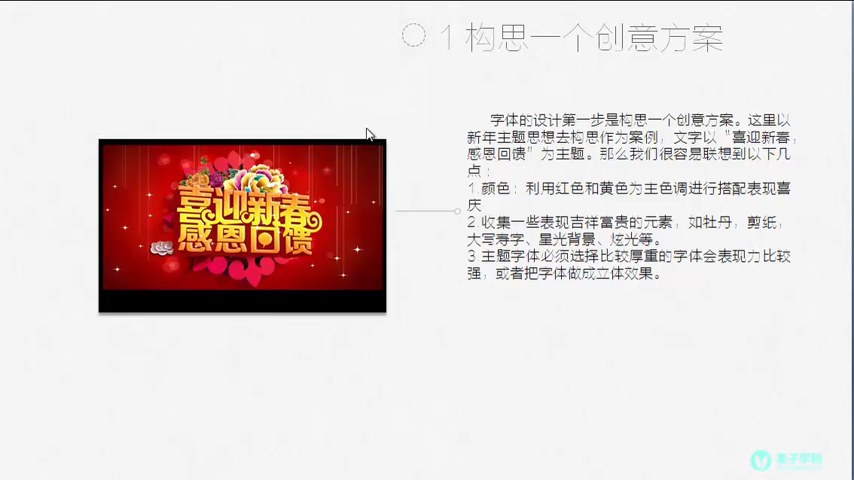 1 构思一个创意方案
字体的设计第一步是构思一个创意方案。这里以
新年主题思想去构思作为案例，文字以“喜迎新春，
感恩回馈”为主题。那么我们很容易联想到以下几
点：
1.颜色：利用红色和黄色为主色调进行搭配表现喜
庆
2.收集一些表现吉祥富贵的元素，如牡丹，剪纸，
大写寿字、星光背景、炫光等。
3.主题字体必须选择比较厚重的字体会表现力比较
强，或者把字体做成立体效果。
喜迎新春
感恩回馈